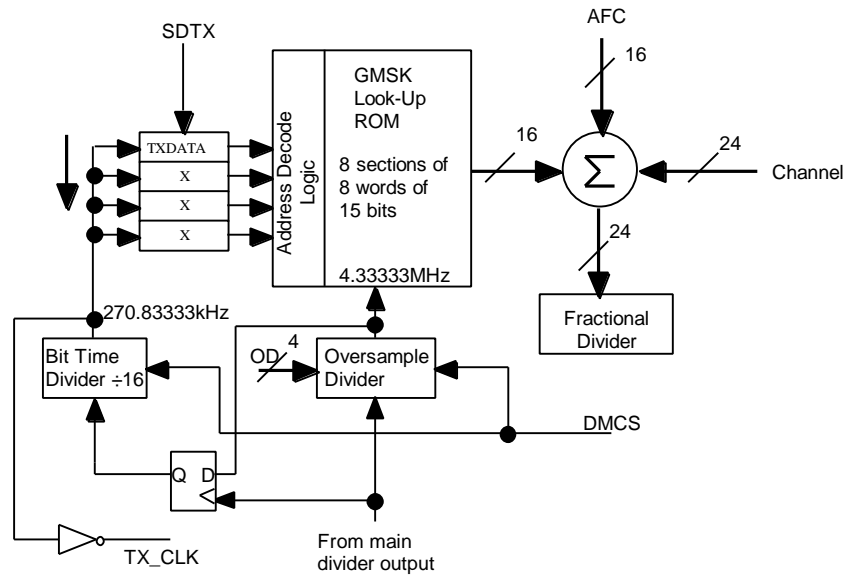 AFC
SDTX
16
GMSK
Look-Up
ROM
8 sections of
8 words of
15 bits
Address Decode
Logic
TXDATA
X
X
X
16
Σ
24
Channel
24
4.33333MHz
270.83333kHz
Fractional
Divider
Bit Time
Divider ÷16
OD
4
Oversample
Divider
DMCS
Q D
TX_CLK
From main
divider output